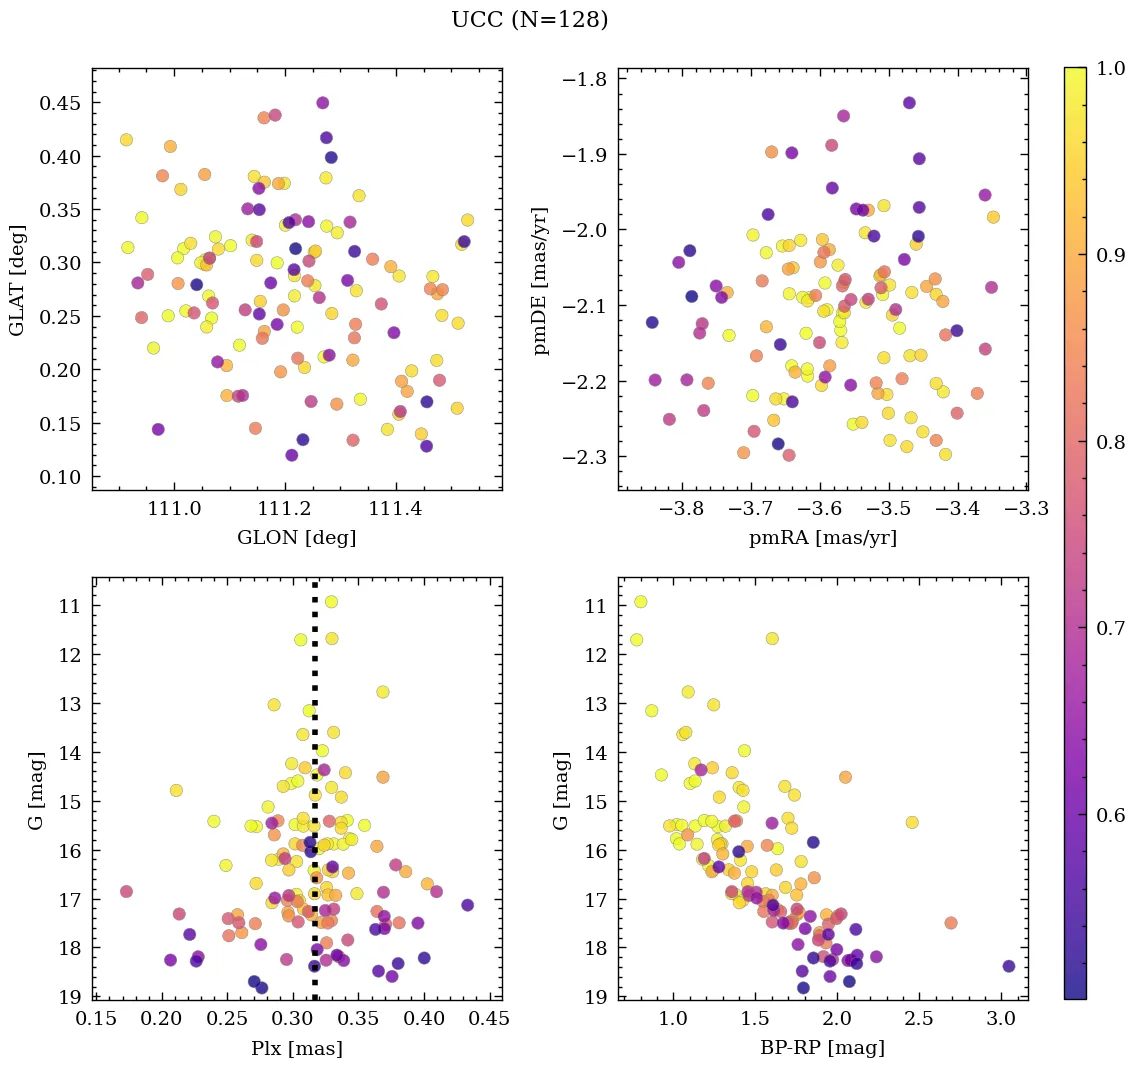 UCC (N=128)
0.45
0.40
0.35
0.30
0.25
0.20
0.15
0.10
GLAT [deg]
111.0 111.2 111.4
GLON [deg]
−1.8
−1.9
−2.0
−2.1
−2.2
−2.3
pmDE [mas/yr]
−3.8 −3.7 −3.6 −3.5 −3.4 −3.3
pmRA [mas/yr]
11
12
13
14
15
16
17
18
19
G [mag]
0.15 0.20 0.25 0.30 0.35 0.40 0.45
Plx [mas]
11
12
13
14
15
16
17
18
19
G [mag]
1.0 1.5 2.0 2.5 3.0
BP-RP [mag]
1.0
0.9
0.8
0.7
0.6